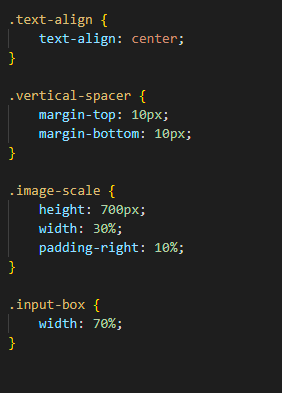 .text-align {
    text-align: center;
}

.vertical-spacer {
    margin-top: 10px;
    margin-bottom: 10px;
}

.image-scale {
    height: 700px;
    width: 30%;
    padding-right: 10%;
}

.input-box {
    width: 70%;
}